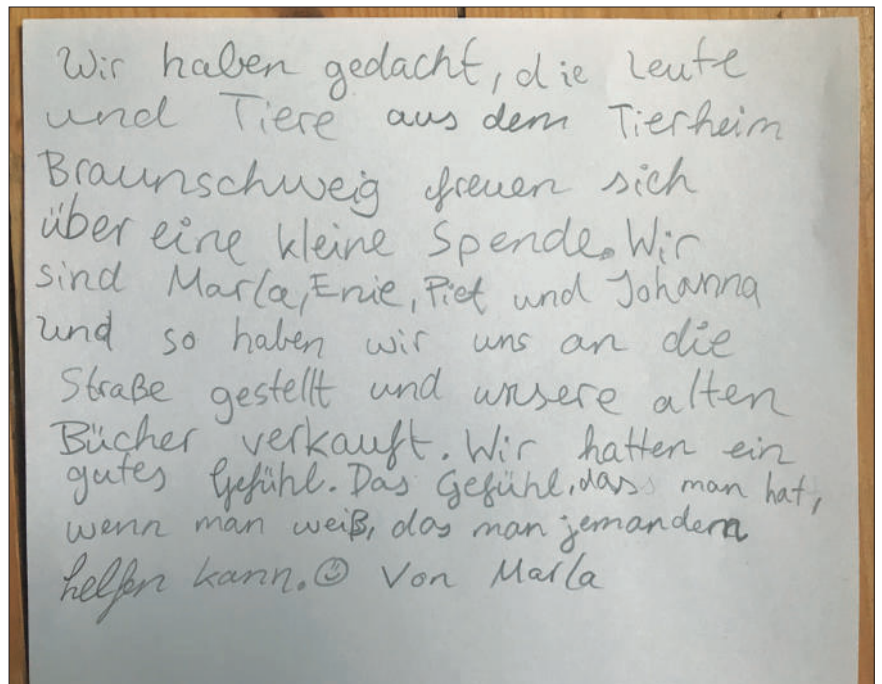 Wir haben gedacht, die Leute
und Tiere aus dem Tierheim
Braunschweig freuen sich
über eine kleine Spende. Wir
sind Marla, Enie, Piet und Johanna
und so haben wir uns an die
Straße gestellt und unsere alten
Bücher verkauft. Wir hatten ein
gutes Gefühl. Das Gefühl, dass man hat,
wenn man weiß, das man jemandem
helfen kann. ☺ Von Marla